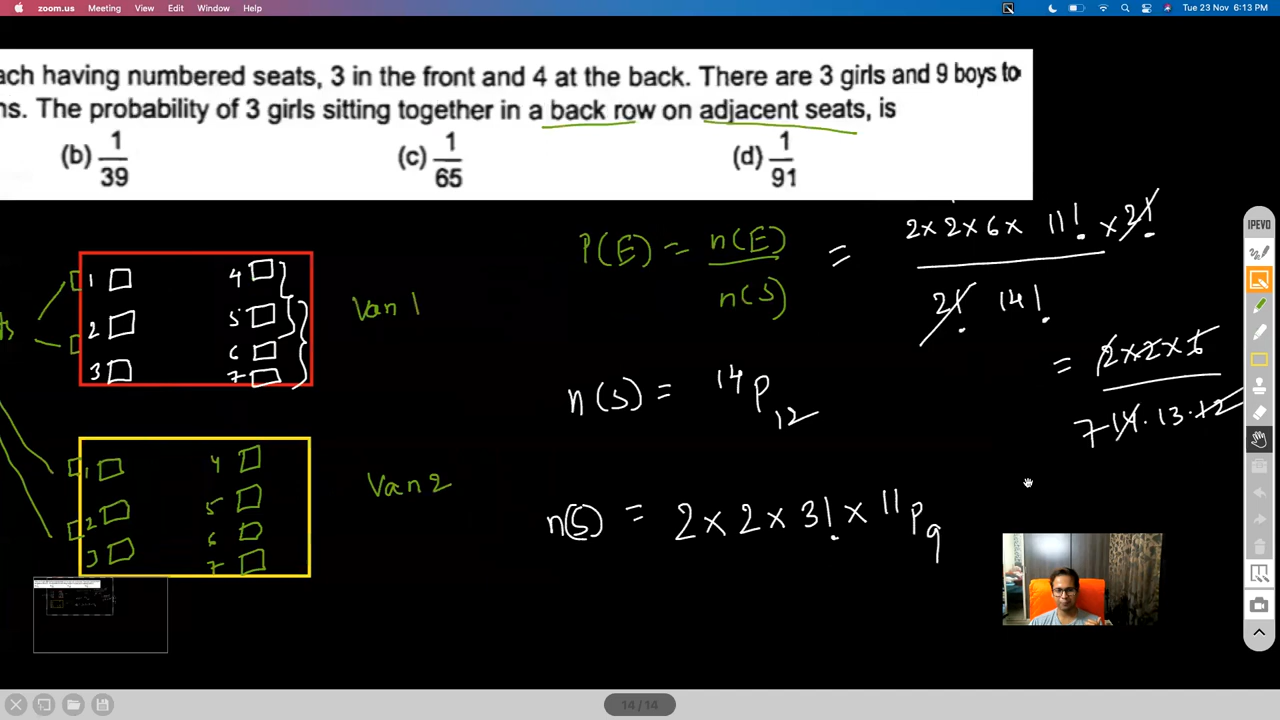 zoom.us Meeting View Edit Window Help Tue 23 Nov 6:13 PM
ach having numbered seats, 3 in the front and 4 at the back. There are 3 girls and 9 boys to
ns. The probability of 3 girls sitting together in a back row on adjacent seats, is
(b) 1/39 (c) 1/65 (d) 1/91
P(E) = n(E)/n(S) = 2×2×6× 11! ×2!/2! 14!
= 2×2×6/7 14·13·12
1 4
2 5
6
3 7
Van 1
n(S) = ¹⁴P₁₂
1 4
2 5
6
3 7
Van 2
n(S) = 2×2×3!×¹¹P₉
IPEVO
14 / 14